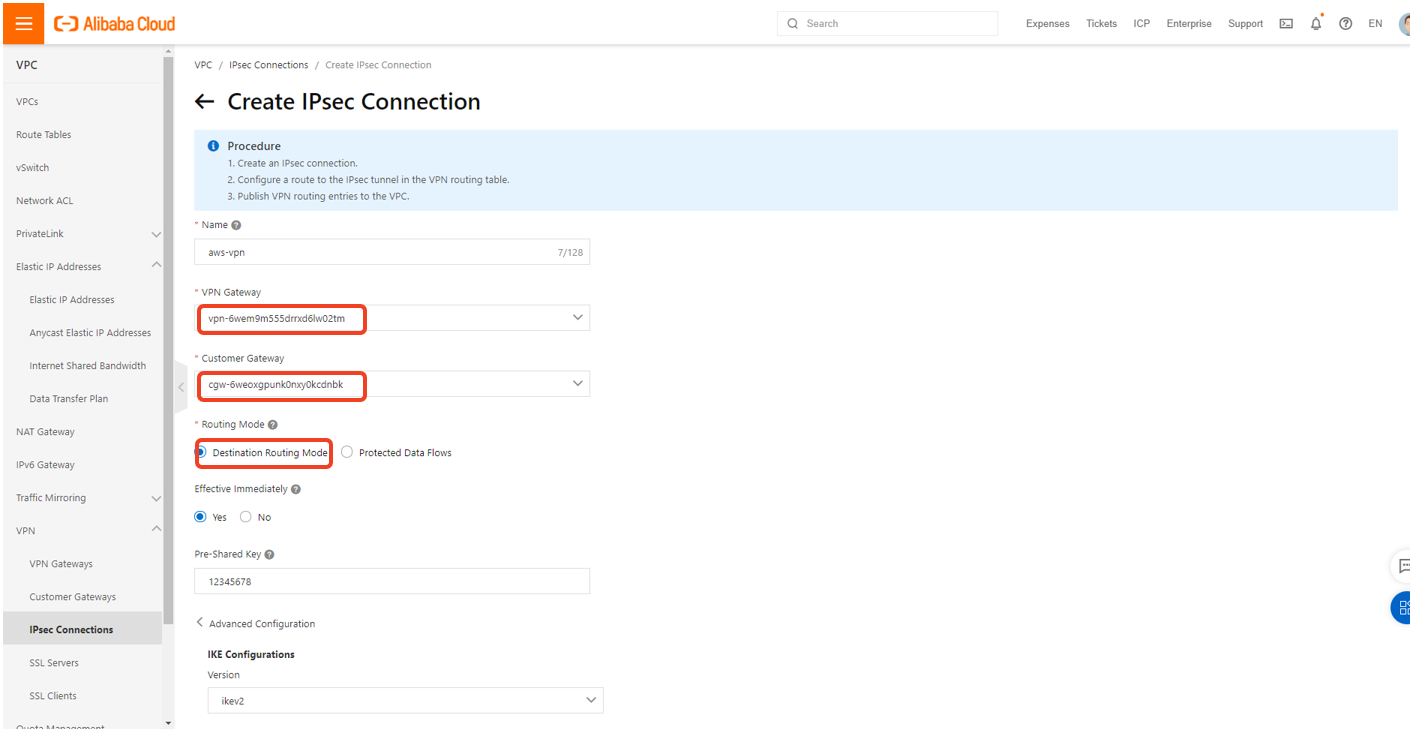 Alibaba Cloud
Search
Expenses
Tickets
ICP
Enterprise
Support
EN
VPC
VPCs
Route Tables
vSwitch
Network ACL
PrivateLink
Elastic IP Addresses
Elastic IP Addresses
Anycast Elastic IP Addresses
Internet Shared Bandwidth
Data Transfer Plan
NAT Gateway
IPv6 Gateway
Traffic Mirroring
VPN
VPN Gateways
Customer Gateways
IPsec Connections
SSL Servers
SSL Clients
Quota Management
VPC / IPsec Connections / Create IPsec Connection
Create IPsec Connection
Procedure
1. Create an IPsec connection.
2. Configure a route to the IPsec tunnel in the VPN routing table.
3. Publish VPN routing entries to the VPC.
* Name
aws-vpn 7/128
* VPN Gateway
vpn-6wem9m555drrxd6lw02tm
* Customer Gateway
cgw-6weoxgpunk0nxy0kcdnbk
* Routing Mode
Destination Routing Mode Protected Data Flows
Effective Immediately
Yes No
Pre-Shared Key
12345678
Advanced Configuration
IKE Configurations
Version
ikev2